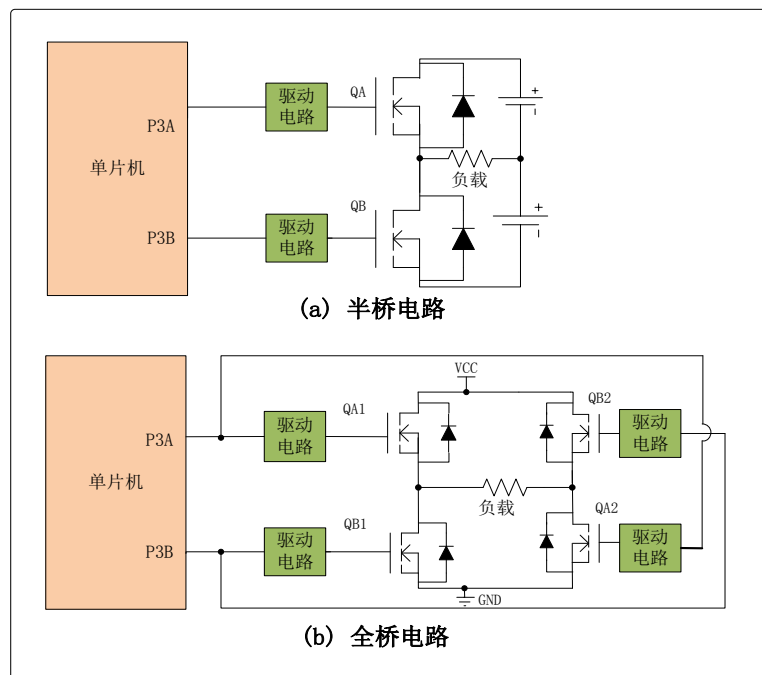 单片机
P3A
P3B
驱动
电路
QA
驱动
电路
QB
+
-
负载
+
-
(a) 半桥电路
单片机
P3A
P3B
VCC
驱动
电路
QA1
QB2
驱动
电路
负载
驱动
电路
QB1
QA2
驱动
电路
GND
(b) 全桥电路